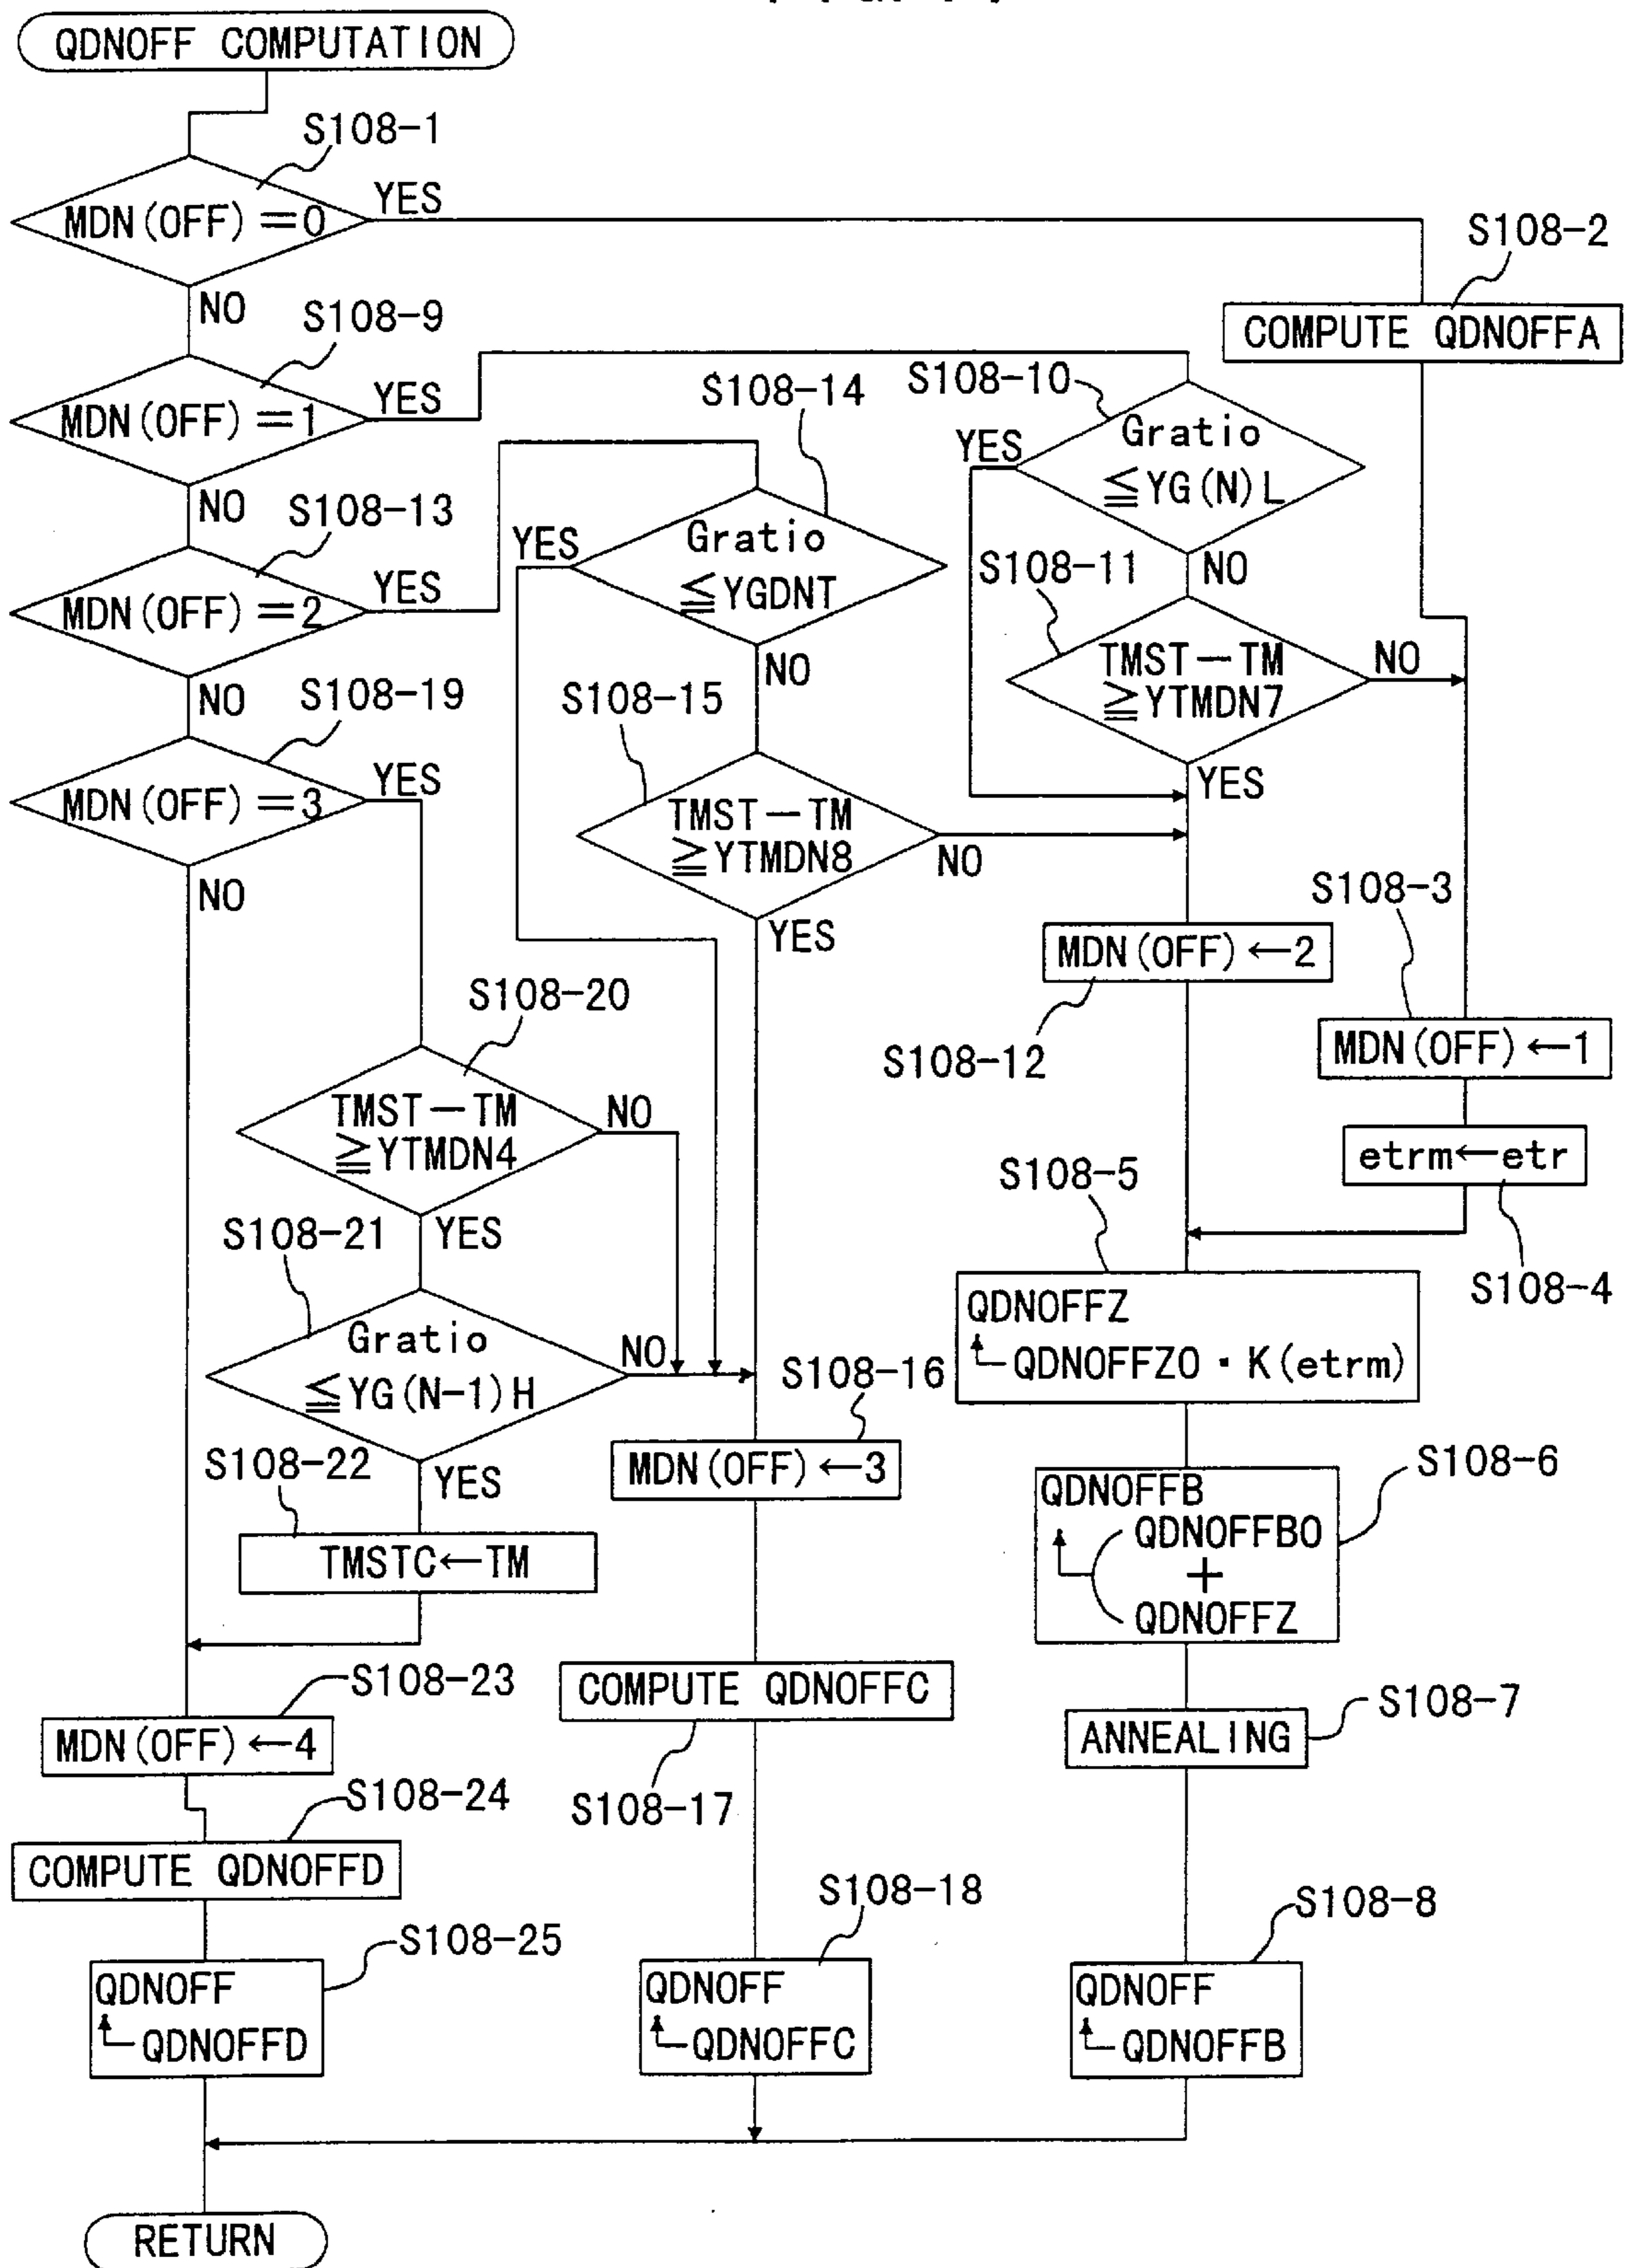 QDNOFF COMPUTATION
S108-1
MDN(OFF)=0
YES
NO
S108-2
COMPUTE QDNOFFA
S108-9
MDN(OFF)=1
YES
NO
S108-10
Gratio
≦YG(N)L
YES
NO
S108-11
TMST-TM
≧YTMDN7
NO
YES
S108-13
MDN(OFF)=2
YES
NO
S108-14
Gratio
≦YGDNT
YES
NO
S108-15
TMST-TM
≧YTMDN8
NO
YES
S108-19
MDN(OFF)=3
YES
NO
S108-12
MDN(OFF)←2
S108-3
MDN(OFF)←1
etrm←etr
S108-4
S108-20
TMST-TM
≧YTMDN4
NO
YES
S108-21
Gratio
≦YG(N-1)H
NO
YES
S108-22
TMSTC←TM
S108-5
QDNOFFZ
QDNOFFZO・K(etrm)
S108-16
MDN(OFF)←3
S108-6
QDNOFFB
QDNOFFBO
+
QDNOFFZ
COMPUTE QDNOFFC
S108-17
S108-7
ANNEALING
S108-23
MDN(OFF)←4
S108-24
COMPUTE QDNOFFD
S108-25
QDNOFF
QDNOFFD
S108-18
QDNOFF
QDNOFFC
S108-8
QDNOFF
QDNOFFB
RETURN